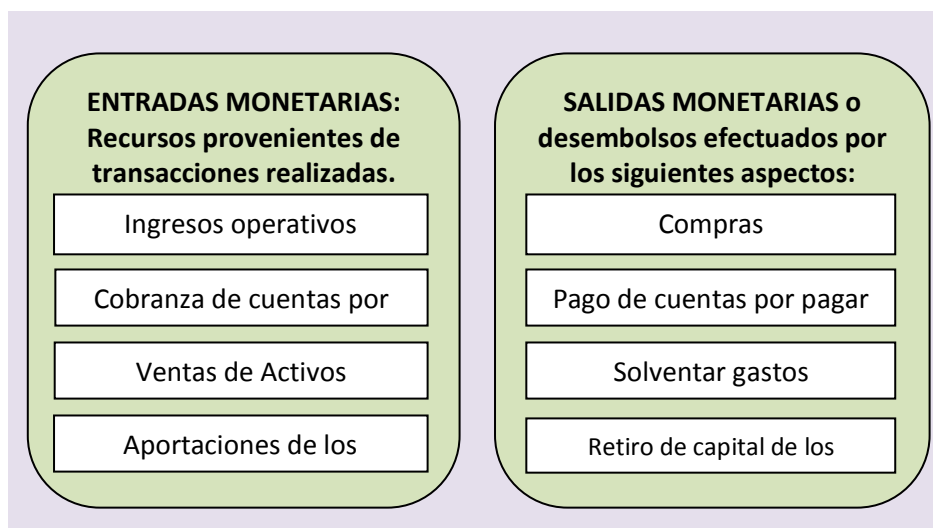 ENTRADAS MONETARIAS:
Recursos provenientes de
transacciones realizadas.
Ingresos operativos
Cobranza de cuentas por
Ventas de Activos
Aportaciones de los
SALIDAS MONETARIAS o
desembolsos efectuados por
los siguientes aspectos:
Compras
Pago de cuentas por pagar
Solventar gastos
Retiro de capital de los